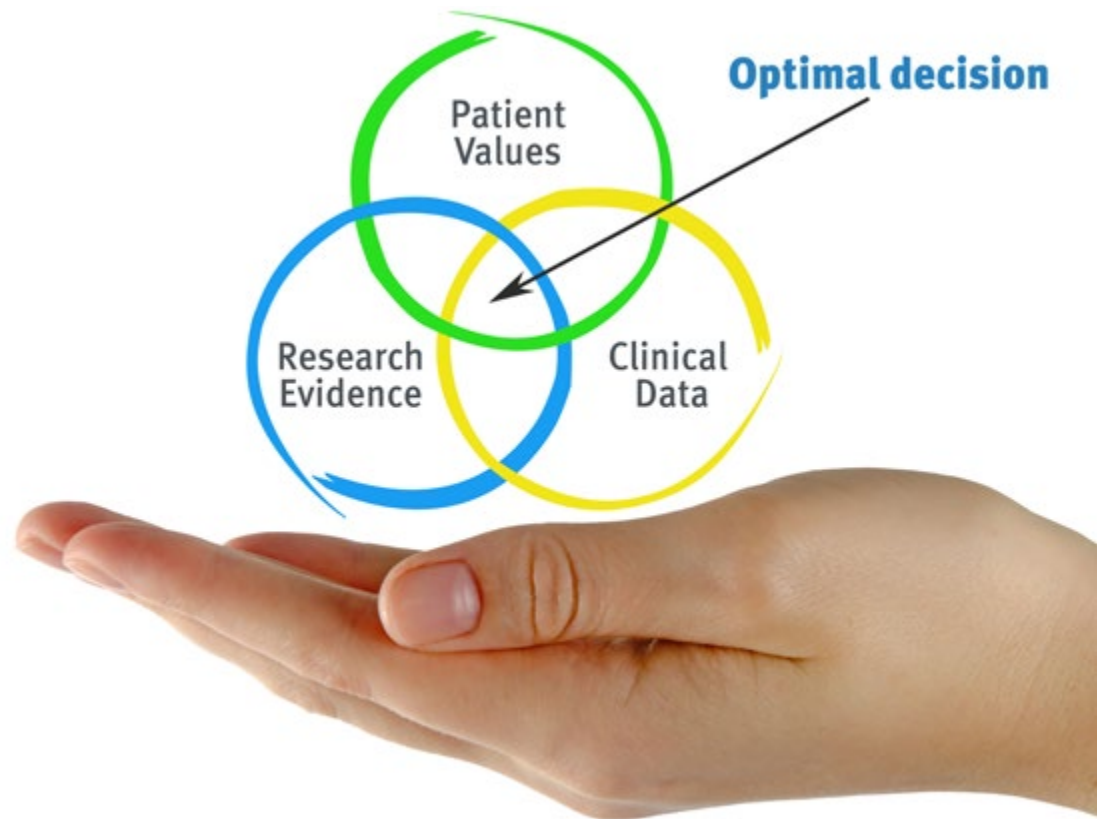 Optimal decision
Patient
Values
Research
Evidence
Clinical
Data